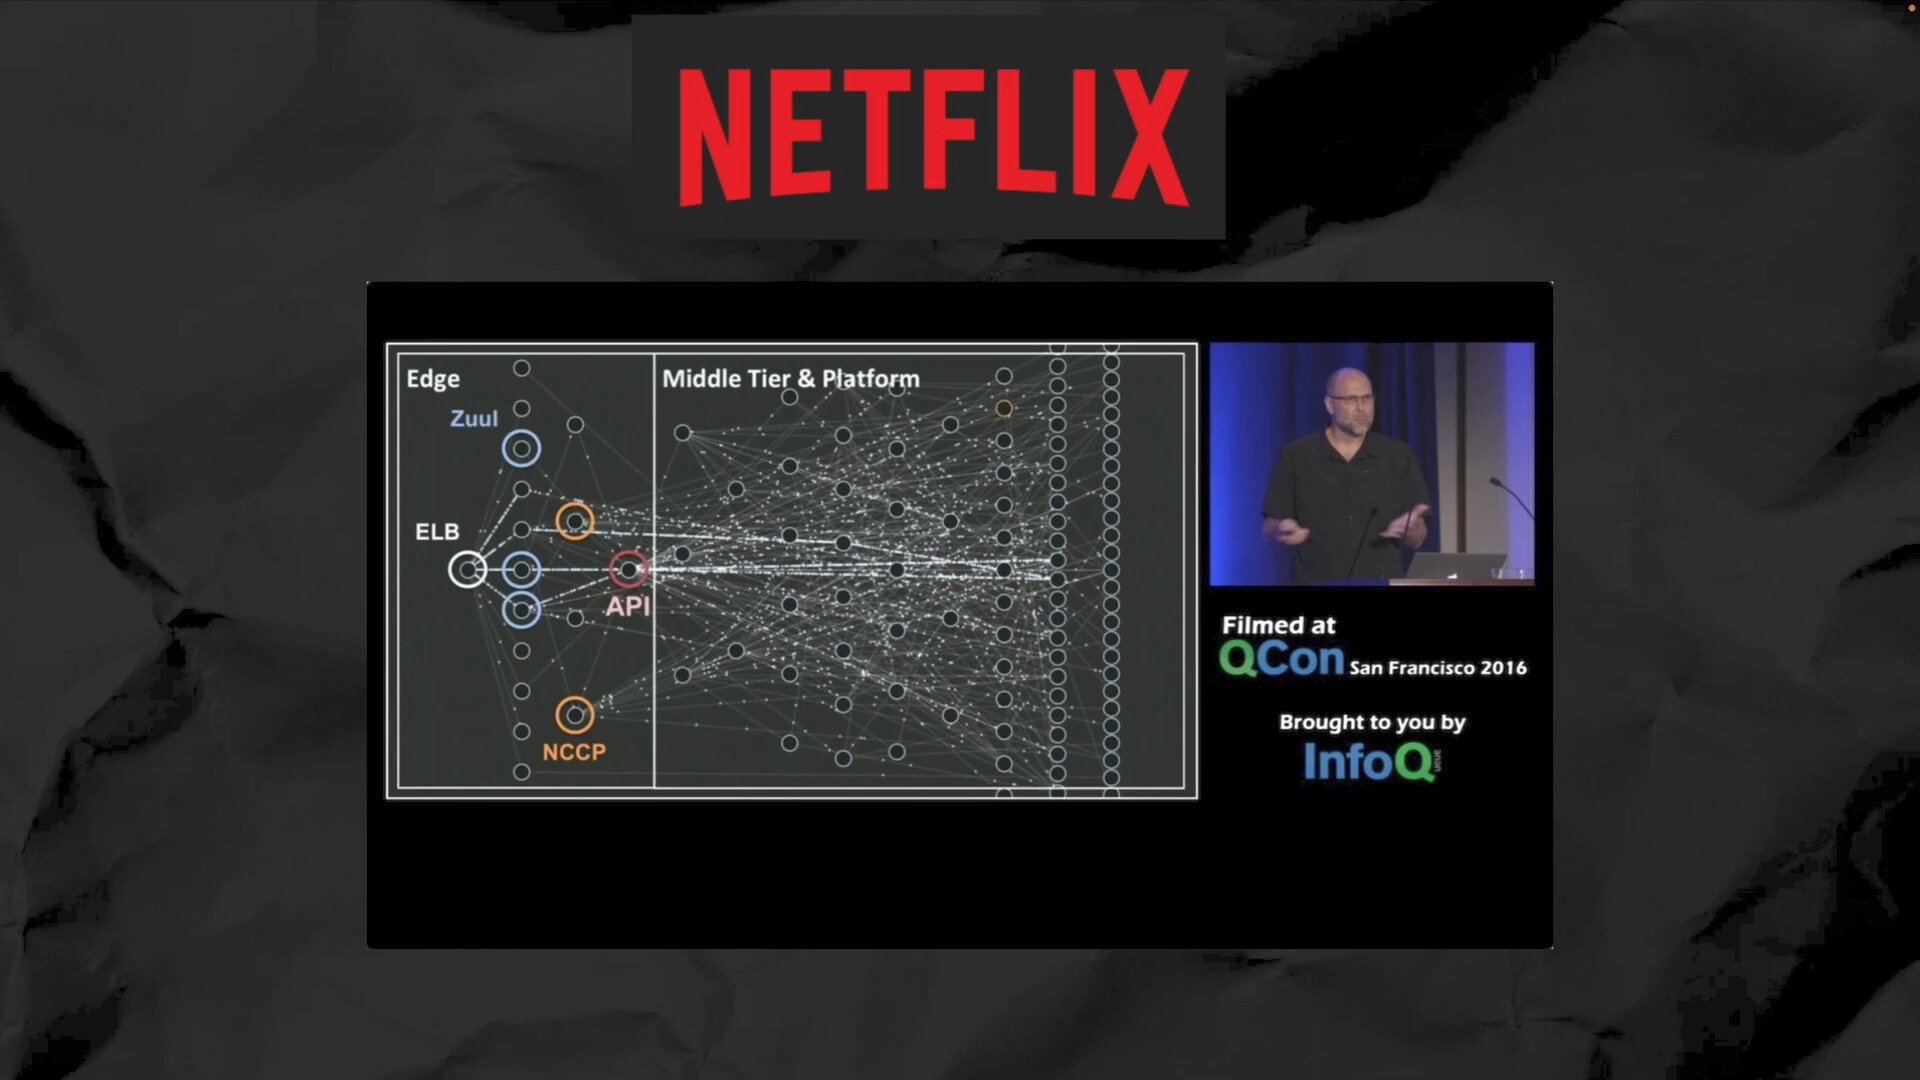 NETFLIX
Edge
Middle Tier & Platform
Zuul
ELB
API
NCCP
Filmed at
QCon San Francisco 2016
Brought to you by
InfoQ
ueue